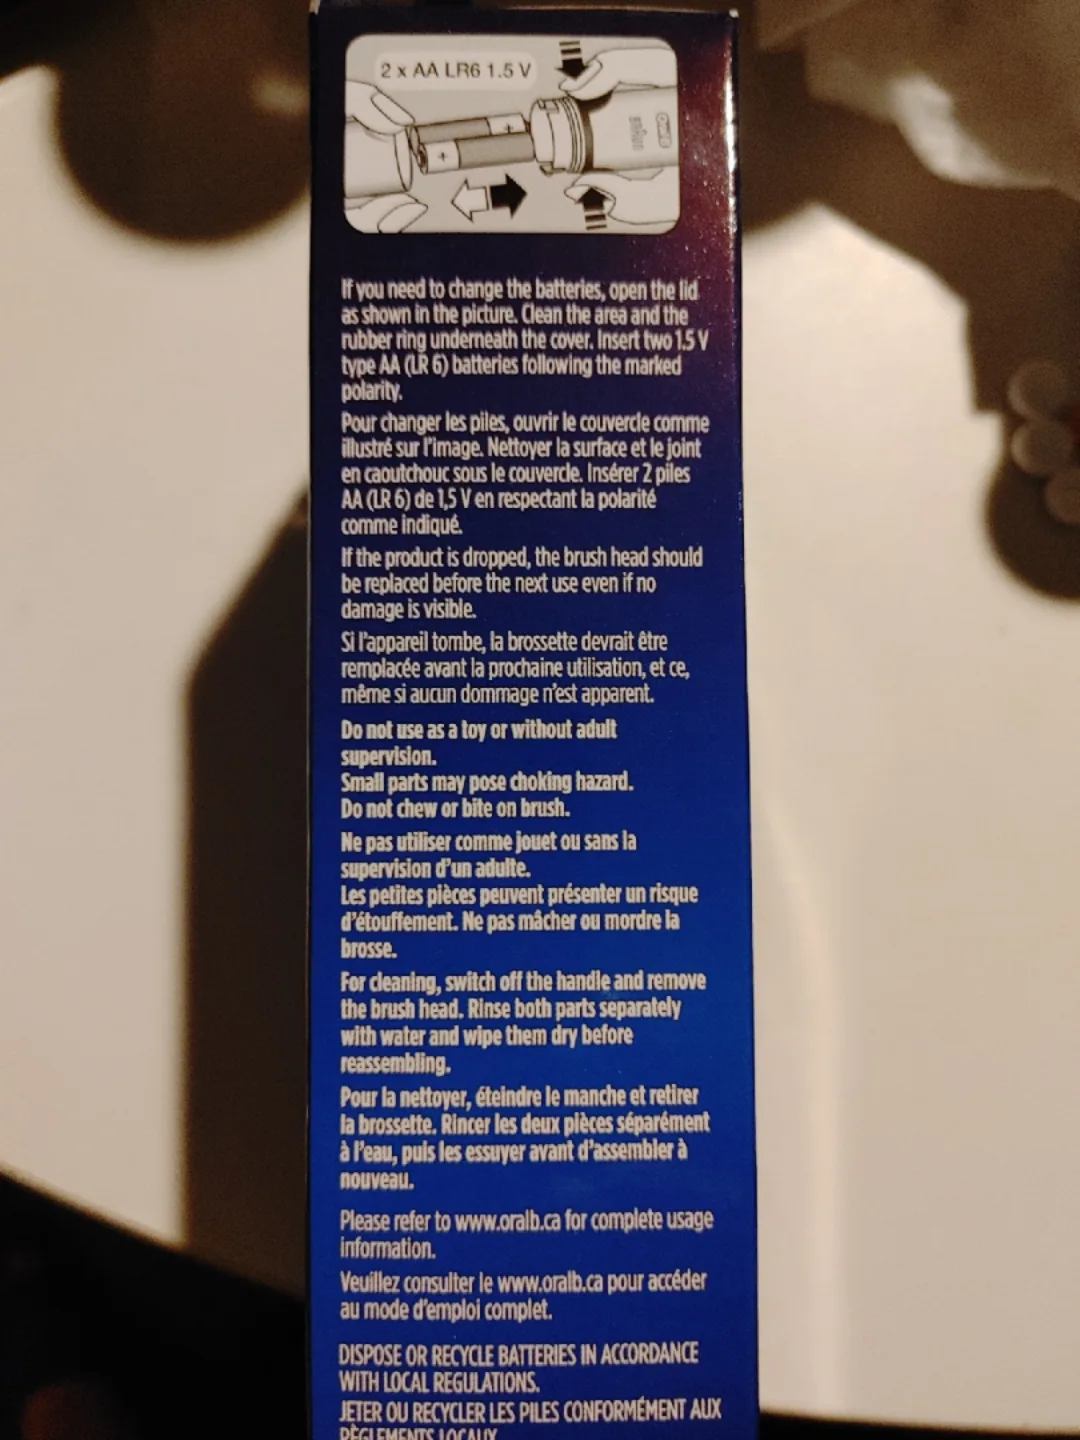 2 x AA LR6 1.5 V
BRAUN
If you need to change the batteries, open the lid
as shown in the picture. Clean the area and the
rubber ring underneath the cover. Insert two 1.5 V
type AA (LR 6) batteries following the marked
polarity.
Pour changer les piles, ouvrir le couvercle comme
illustré sur l'image. Nettoyer la surface et le joint
en caoutchouc sous le couvercle. Insérer 2 piles
AA (LR 6) de 1,5 V en respectant la polarité
comme indiqué.
If the product is dropped, the brush head should
be replaced before the next use even if no
damage is visible.
Si l'appareil tombe, la brossette devrait être
remplacée avant la prochaine utilisation, et ce,
même si aucun dommage n'est apparent.
Do not use as a toy or without adult
supervision.
Small parts may pose choking hazard.
Do not chew or bite on brush.
Ne pas utiliser comme jouet ou sans la
supervision d'un adulte.
Les petites pièces peuvent présenter un risque
d'étouffement. Ne pas mâcher ou mordre la
brosse.
For cleaning, switch off the handle and remove
the brush head. Rinse both parts separately
with water and wipe them dry before
reassembling.
Pour la nettoyer, éteindre le manche et retirer
la brossette. Rincer les deux pièces séparément
à l'eau, puis les essuyer avant d'assembler à
nouveau.
Please refer to www.oralb.ca for complete usage
information.
Veuillez consulter le www.oralb.ca pour accéder
au mode d'emploi complet.
DISPOSE OR RECYCLE BATTERIES IN ACCORDANCE
WITH LOCAL REGULATIONS.
JETER OU RECYCLER LES PILES CONFORMÉMENT AUX
RÈGLEMENTS LOCAUX